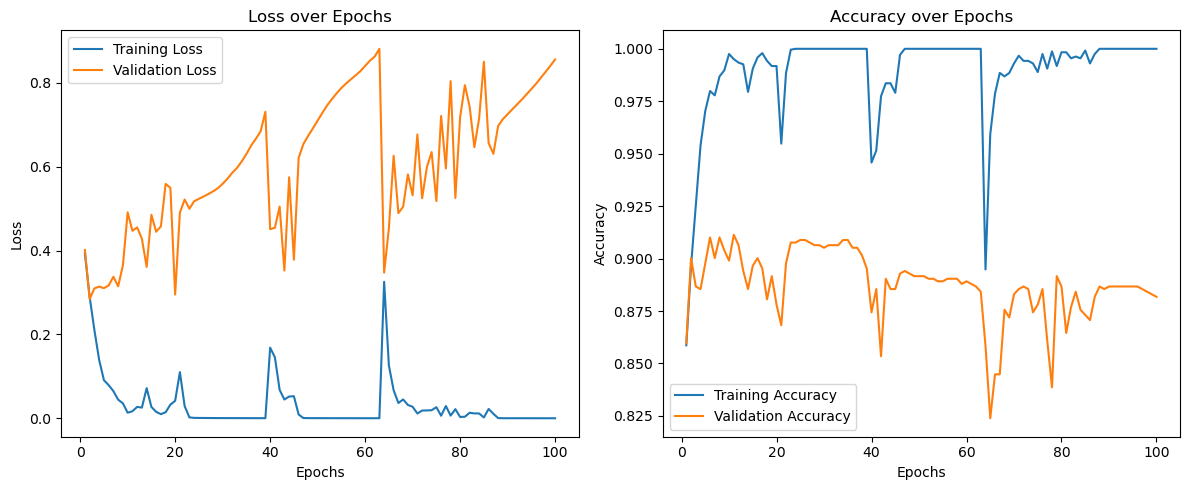 Loss over Epochs
Training Loss
Validation Loss
Loss
0.8
0.6
0.4
0.2
0.0
0
20
40
60
80
100
Epochs
Accuracy over Epochs
Accuracy
1.000
0.975
0.950
0.925
0.900
0.875
0.850
0.825
Training Accuracy
Validation Accuracy
0
20
40
60
80
100
Epochs